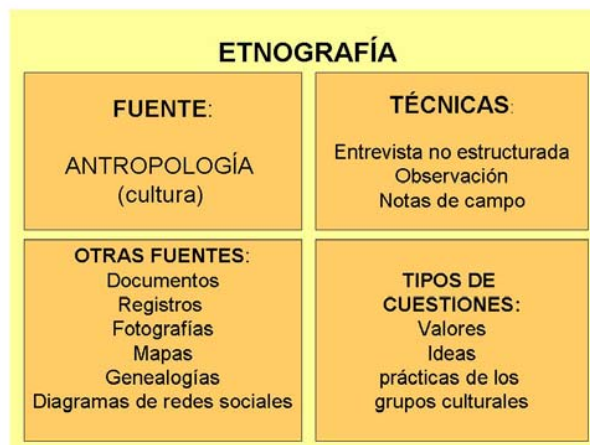 ETNOGRAFÍA
FUENTE:
ANTROPOLOGÍA
(cultura)
TÉCNICAS:
Entrevista no estructurada
Observación
Notas de campo
OTRAS FUENTES:
Documentos
Registros
Fotografías
Mapas
Genealogías
Diagramas de redes sociales
TIPOS DE
CUESTIONES:
Valores
Ideas
prácticas de los
grupos culturales